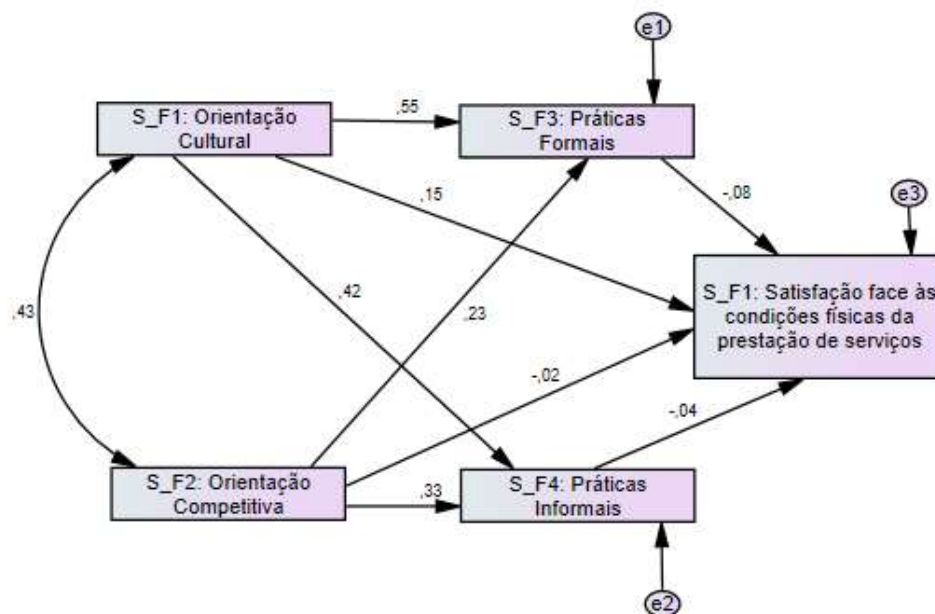 e1
S_F1: Orientação
Cultural
,55
S_F3: Práticas
Formais
,15
-,08
e3
,43
,42
,23
S_F1: Satisfação face às
condições físicas da
prestação de serviços
-,02
-,04
S_F2: Orientação
Competitiva
,33
S_F4: Práticas
Informais
e2